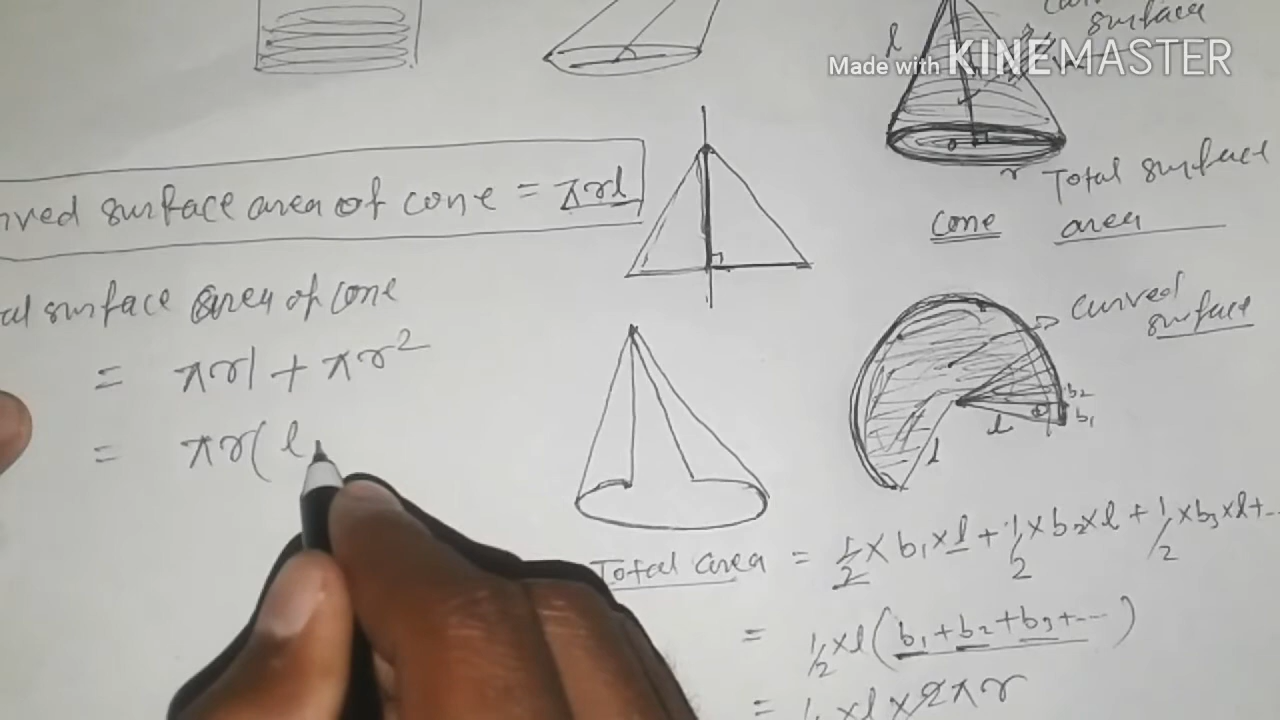 surface
Made with KINEMASTER
l
r
Total surface
area
cone
rved surface area of cone = πrl
al surface area of cone
= πrl + πr²
= πr( l
curved
surface
b₂
b₁
l
l
Total area = 1/2 × b₁ × l + 1/2 × b₂ × l + 1/2 × b₃ × l + ...
= 1/2 × l ( b₁ + b₂ + b₃ + --- )
= 1/ × l × 2πr